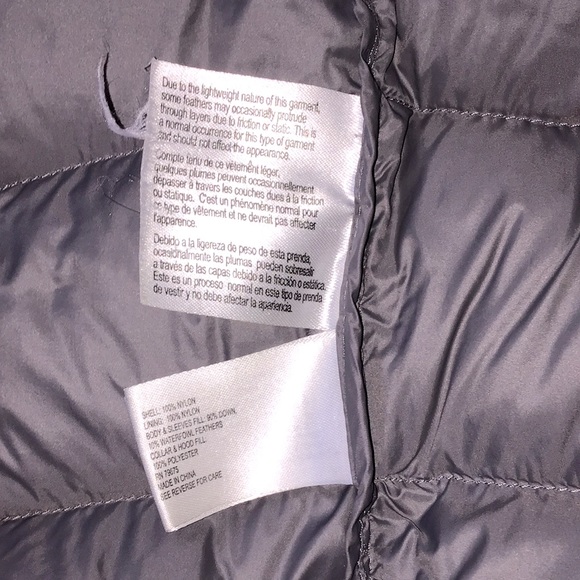 Due to the lightweight nature of this garment,
some feathers may occasionally protrude
through layers due to friction or static. This is
a normal occurrence for this type of garment
and should not affect the appearance.
Compte tenu de ce vêtement léger,
quelques plumes peuvent occasionnellement
dépasser à travers les couches dues à la friction
ou statique. C'est un phénomène normal pour
ce type de vêtement et ne devrait pas affecter
l'apparence.
Debido a la ligereza de peso de esta prenda,
ocasionalmente las plumas pueden sobresalir
a través de las capas debido a la fricción o estática.
Este es un proceso normal en este tipo de prenda
de vestir y no debe afectar la apariencia.
SHELL: 100% NYLON
LINING: 100% NYLON
BODY & SLEEVES FILL: 90% DOWN,
10% WATERFOWL FEATHERS
COLLAR & HOOD FILL:
100% POLYESTER
RN 79675
MADE IN CHINA
SEE REVERSE FOR CARE